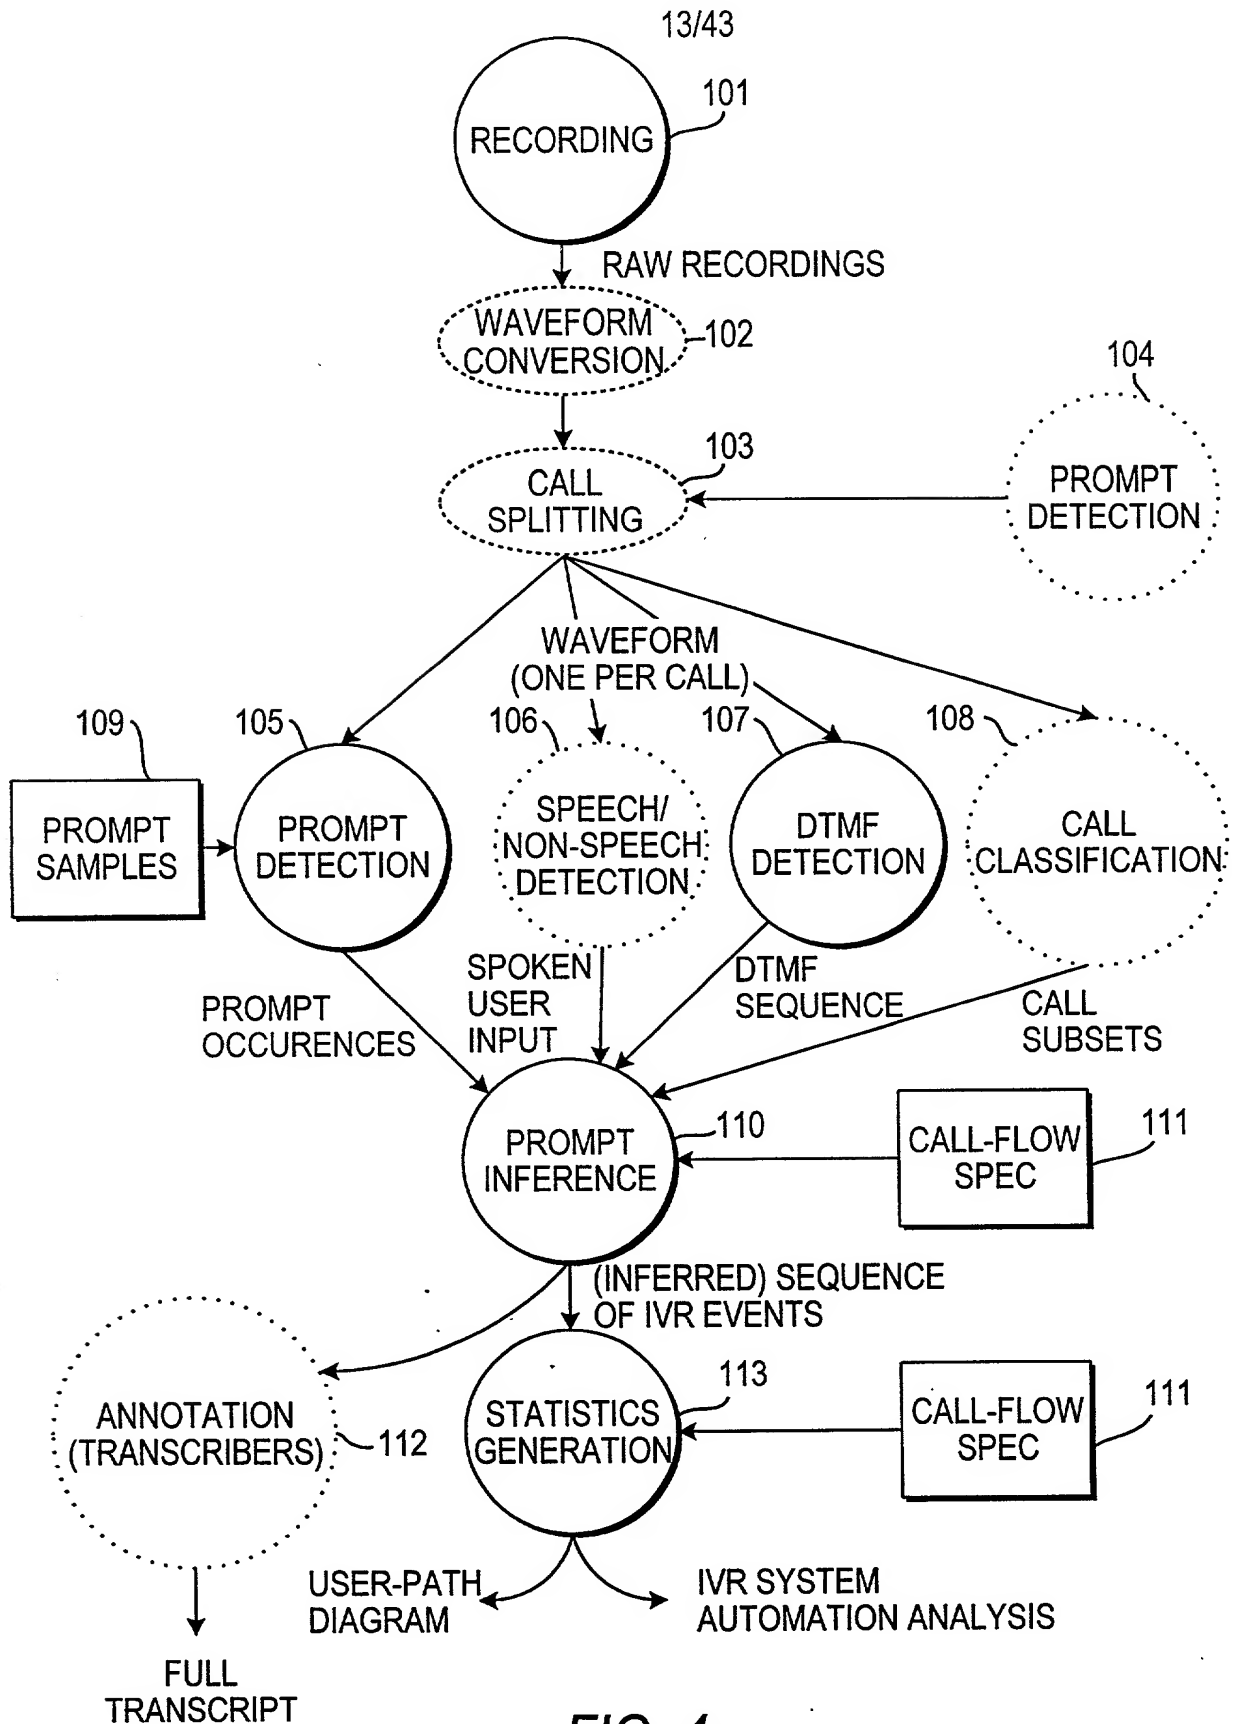 13/43
101
RECORDING
RAW RECORDINGS
WAVEFORM
CONVERSION
102
104
103
CALL
SPLITTING
PROMPT
DETECTION
WAVEFORM
(ONE PER CALL)
109
105
106
107
108
PROMPT
SAMPLES
PROMPT
DETECTION
SPEECH/
NON-SPEECH
DETECTION
DTMF
DETECTION
CALL
CLASSIFICATION
PROMPT
OCCURENCES
SPOKEN
USER
INPUT
DTMF
SEQUENCE
CALL
SUBSETS
PROMPT
INFERENCE
110
CALL-FLOW
SPEC
111
(INFERRED) SEQUENCE
OF IVR EVENTS
ANNOTATION
(TRANSCRIBERS)
112
STATISTICS
GENERATION
113
CALL-FLOW
SPEC
111
USER-PATH
DIAGRAM
IVR SYSTEM
AUTOMATION ANALYSIS
FULL
TRANSCRIPT